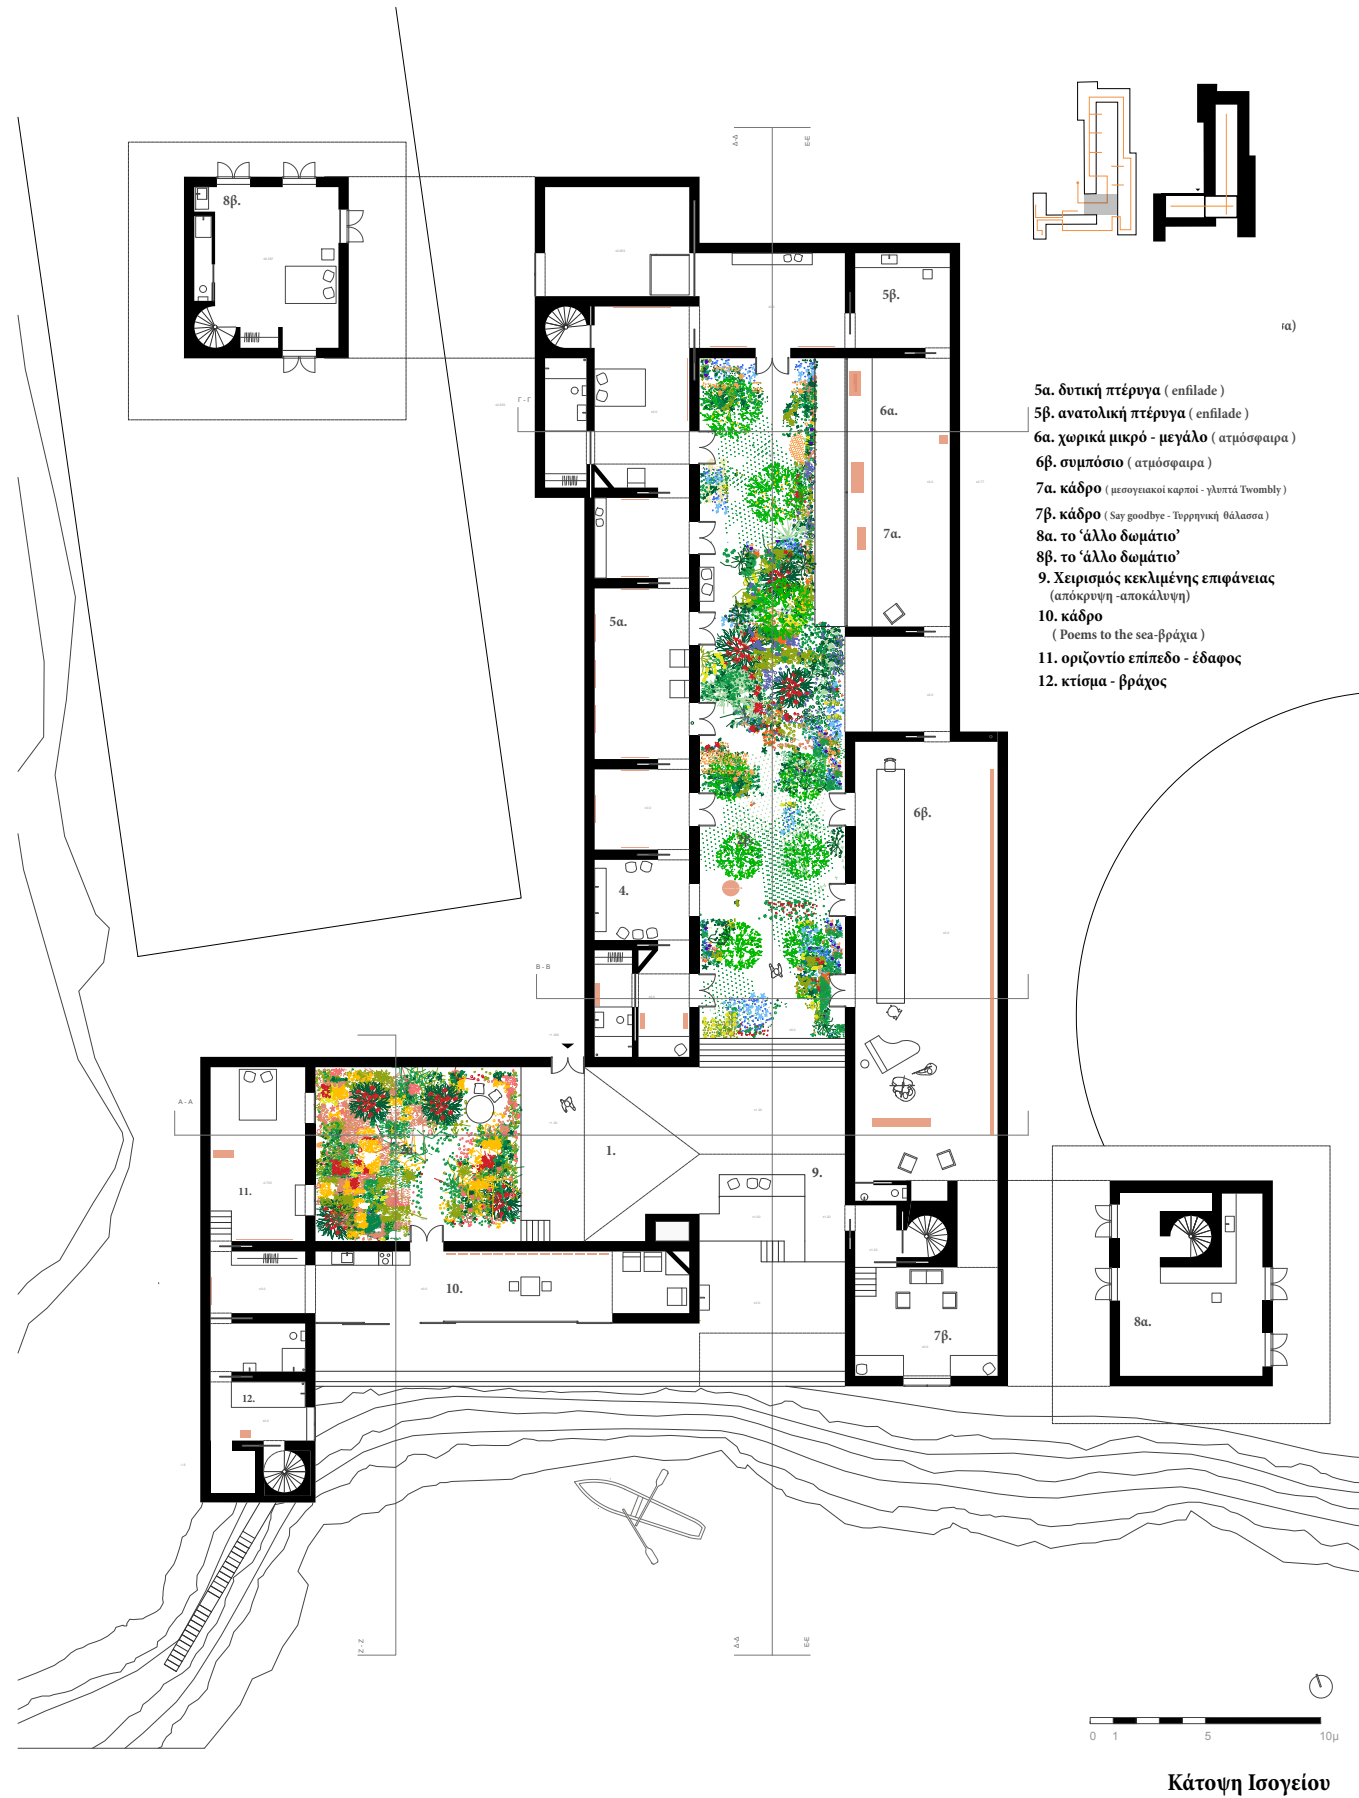 Δ-Δ
Ε-Ε
8β.
5β.
α)
Γ - Γ
5α. δυτική πτέρυγα ( enfilade )
5β. ανατολική πτέρυγα ( enfilade )
6α. χωρικά μικρό - μεγάλο ( ατμόσφαιρα )
6β. συμπόσιο ( ατμόσφαιρα )
7α. κάδρο ( μεσογειακοί καρποί - γλυπτά Twombly )
7β. κάδρο ( Say goodbye - Τυρρηνική θάλασσα )
8α. το ‘άλλο δωμάτιο’
8β. το ‘άλλο δωμάτιο’
9. Χειρισμός κεκλιμένης επιφάνειας
(απόκρυψη -αποκάλυψη)
10. κάδρο
( Poems to the sea-βράχια )
11. οριζοντίο επίπεδο - έδαφος
12. κτίσμα - βράχος
6α.
7α.
5α.
6β.
4.
Β - Β
Α - Α
1.
9.
11.
10.
7β.
8α.
12.
Ζ - Ζ
Δ-Δ
Ε-Ε
0 1 5 10μ
Κάτοψη Ισογείου